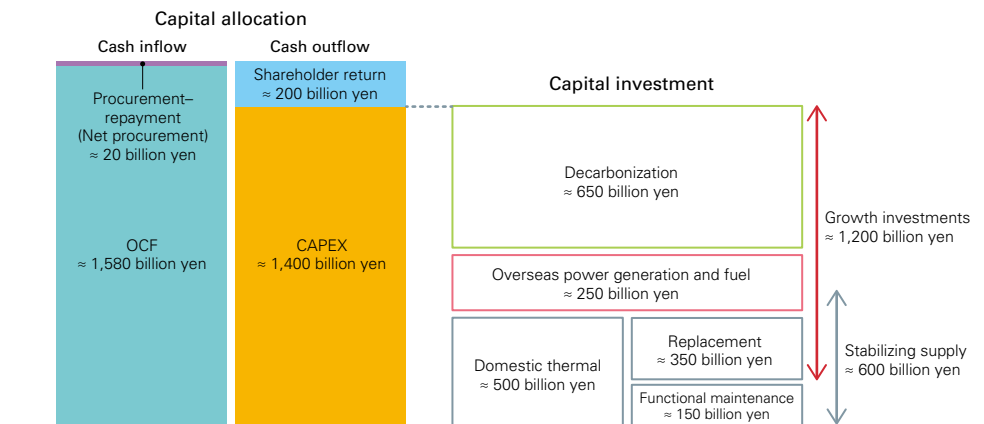 Capital allocation
Cash inflow
Cash outflow
Procurement–
repayment
(Net procurement)
≈ 20 billion yen
OCF
≈ 1,580 billion yen
Shareholder return
≈ 200 billion yen
CAPEX
≈ 1,400 billion yen
Capital investment
Decarbonization
≈ 650 billion yen
Overseas power generation and fuel
≈ 250 billion yen
Domestic thermal
≈ 500 billion yen
Replacement
≈ 350 billion yen
Functional maintenance
≈ 150 billion yen
Growth investments
≈ 1,200 billion yen
Stabilizing supply
≈ 600 billion yen